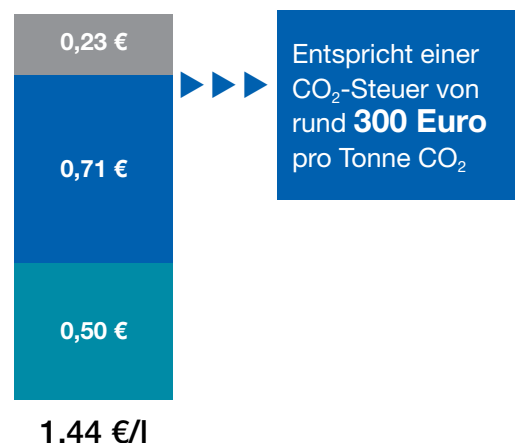 0,23 €
0,71 €
0,50 €
1.44 €/l
Entspricht einer
CO₂-Steuer von
rund 300 Euro
pro Tonne CO₂